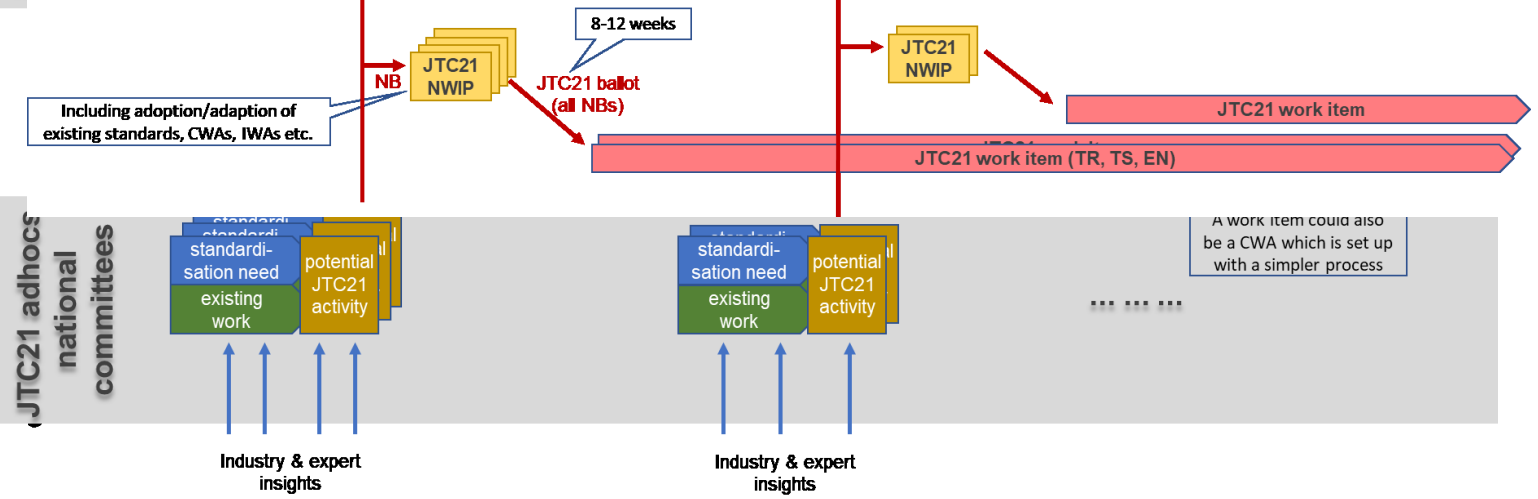 8-12 weeks
JTC21
NWIP
NB
JTC21 ballot
(all NBs)
Including adoption/adaption of
existing standards, CWAs, IWAs etc.
JTC21
NWIP
JTC21 work item
JTC21 work item (TR, TS, EN)
JTC21 adhocs
national
committees
standardi-
standardi-
standardi-
sation need
existing
work
potential
JTC21
activity
standardi-
sation need
existing
work
potential
JTC21
activity
A work item could also
be a CWA which is set up
with a simpler process
... ... ...
Industry & expert
insights
Industry & expert
insights